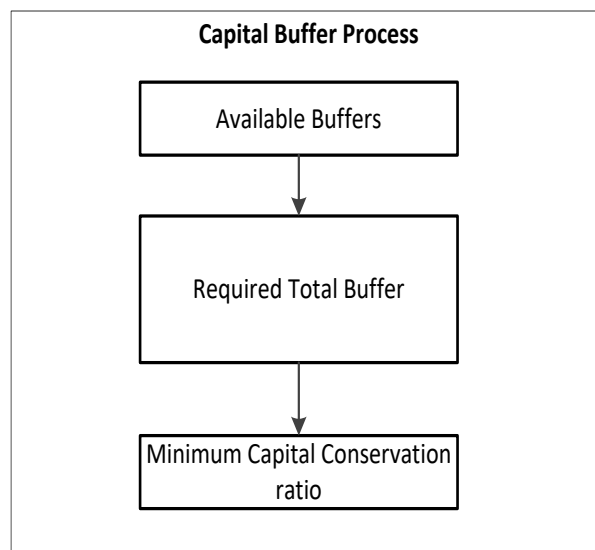 Capital Buffer Process
Available Buffers
Required Total Buffer
Minimum Capital Conservation
ratio